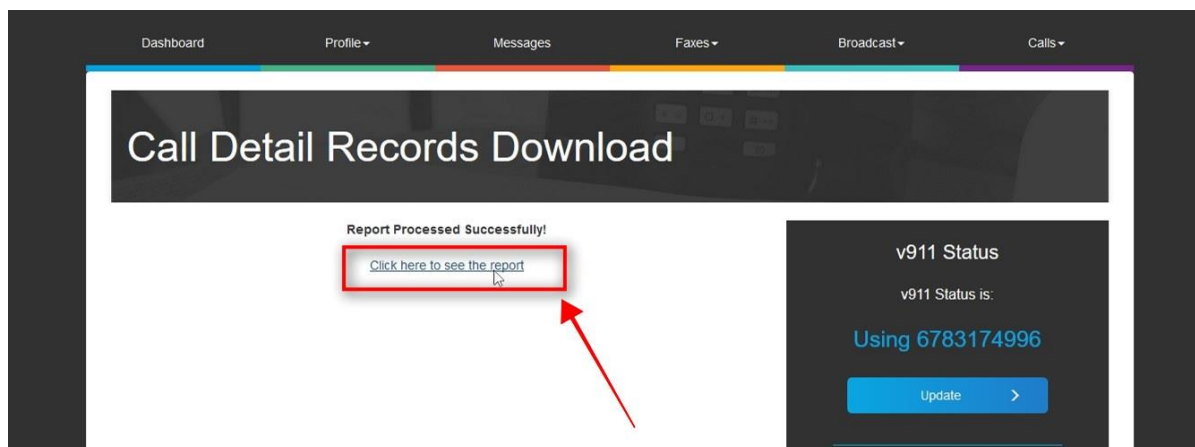 Dashboard Profile Messages Faxes Broadcast Calls
Call Detail Records Download
Report Processed Successfully!
Click here to see the report
v911 Status
v911 Status is:
Using 6783174996
Update